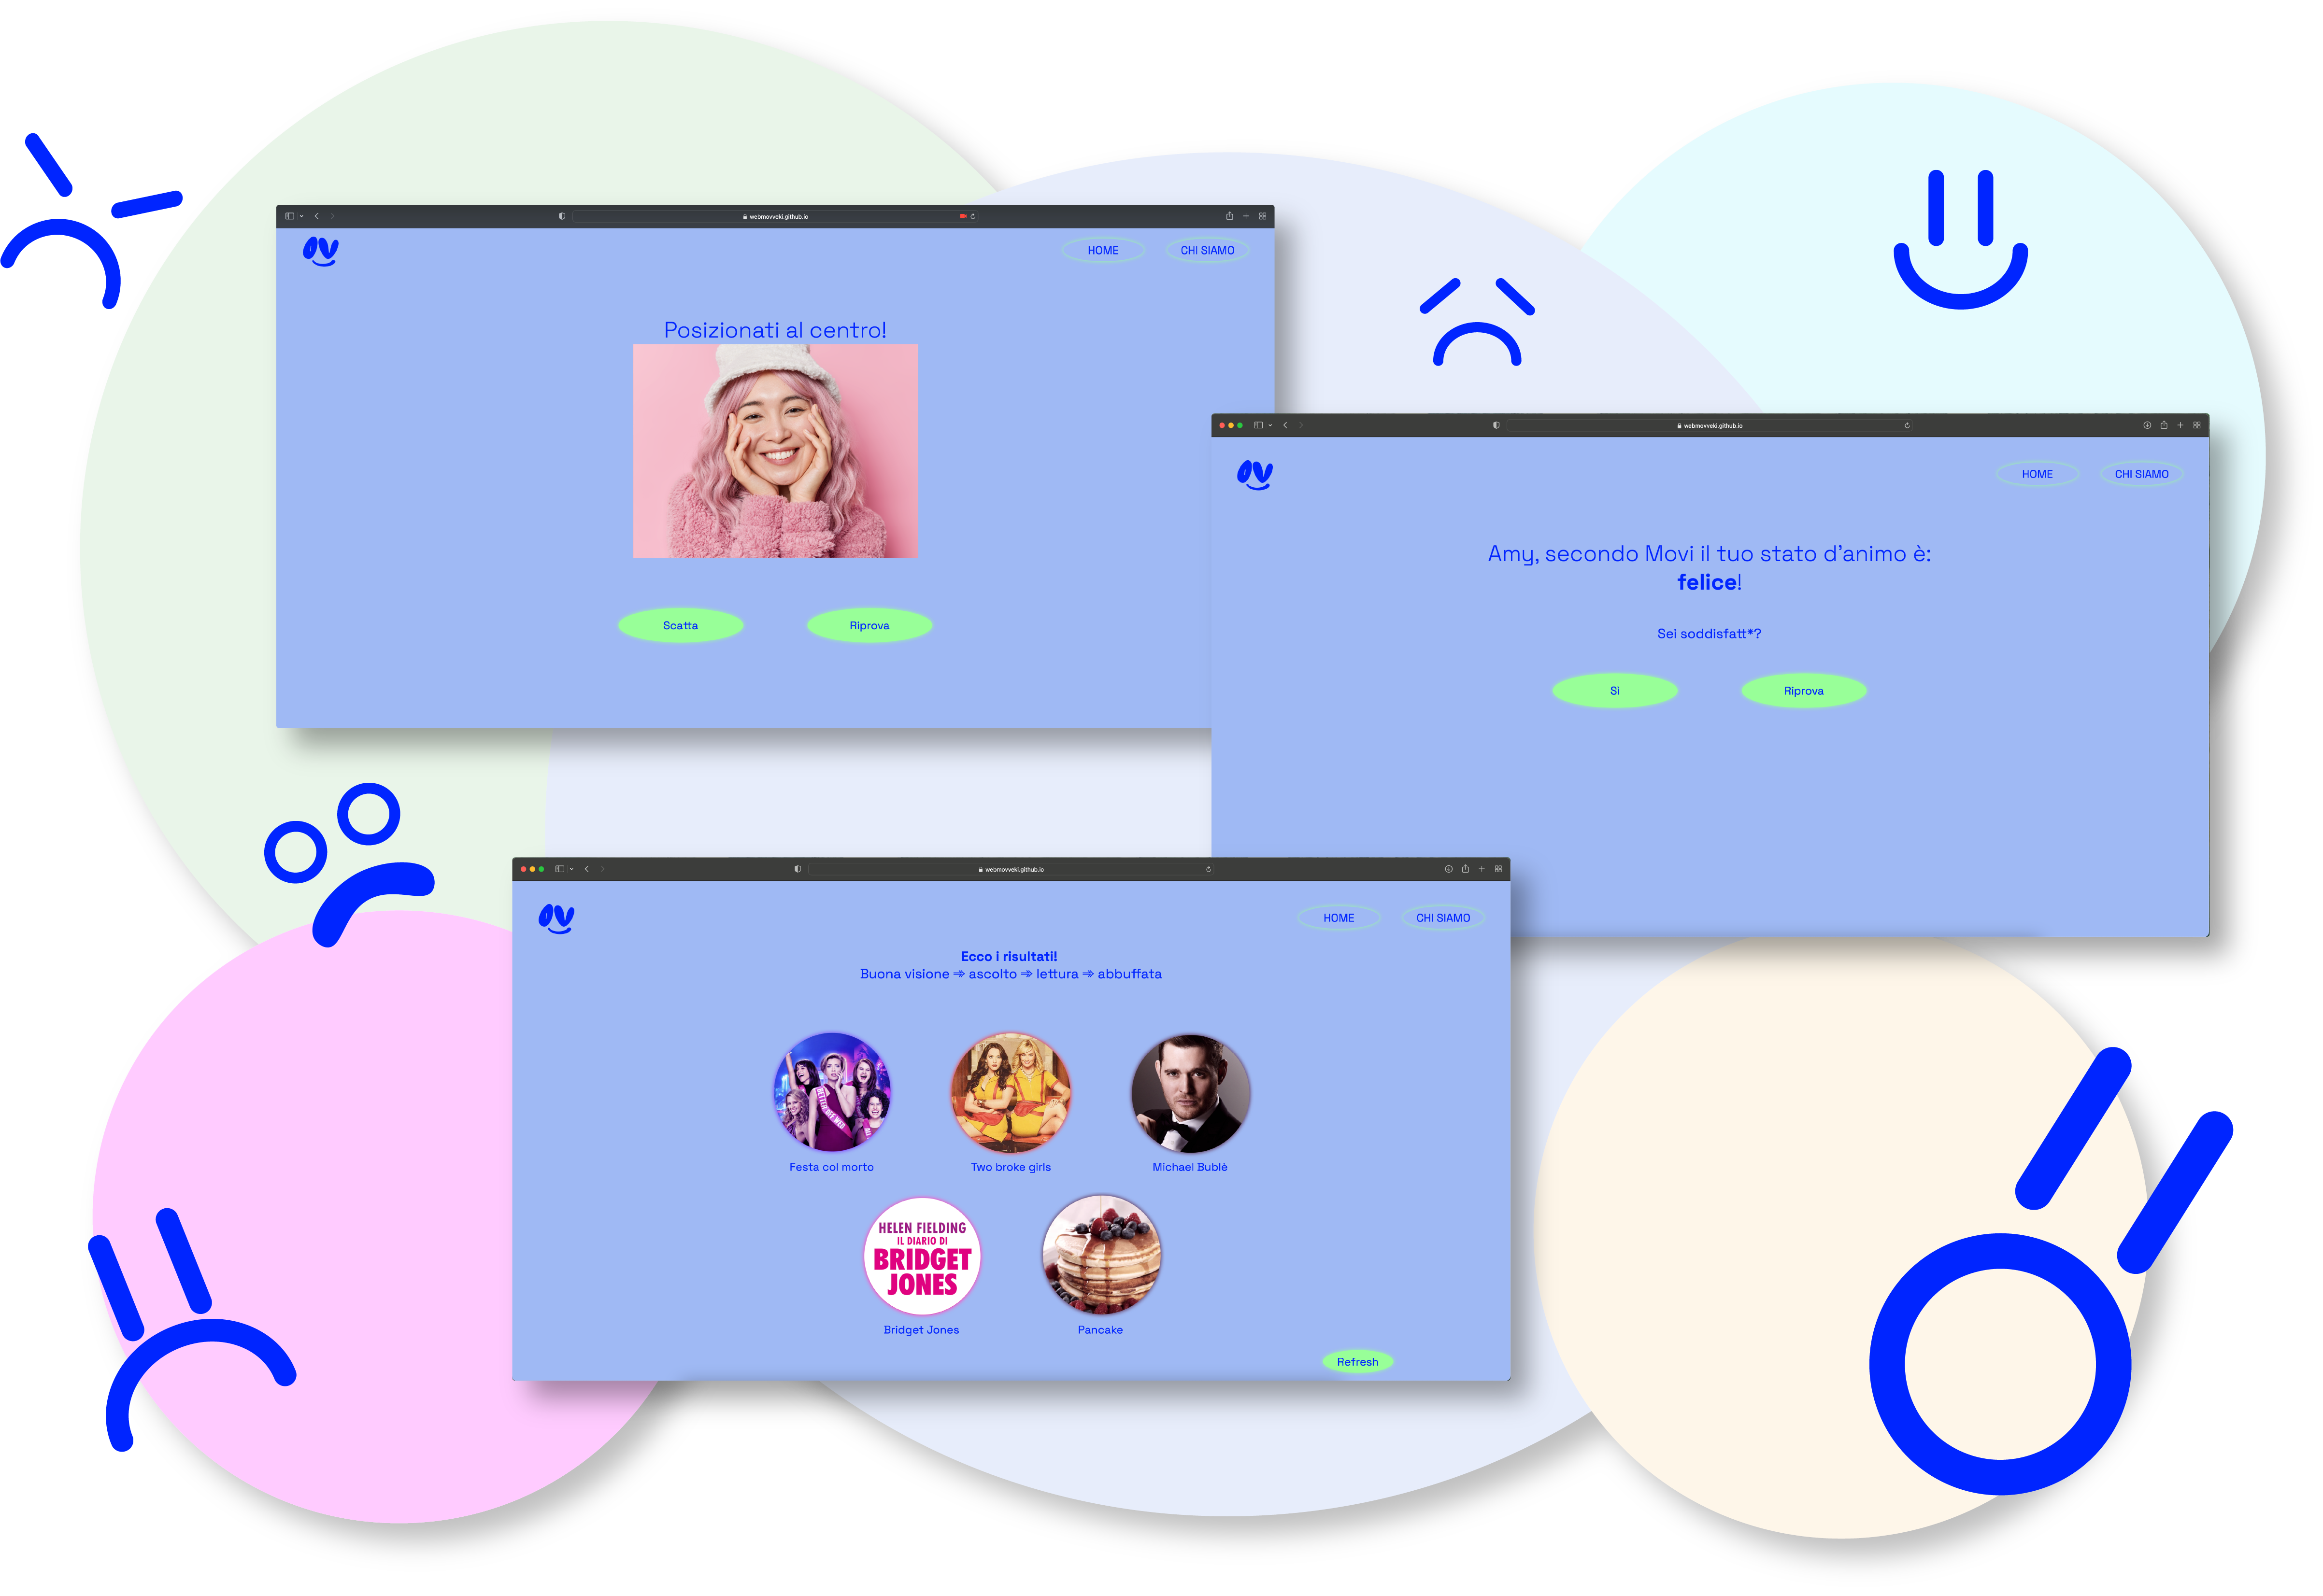 webmovveki.github.io
HOME
CHI SIAMO
Posizionati al centro!
Scatta
Riprova
webmovveki.github.io
HOME
CHI SIAMO
Amy, secondo Movi il tuo stato d'animo è:
felice!
Sei soddisfatt*?
Si
Riprova
webmovveki.github.io
HOME
CHI SIAMO
Ecco i risultati!
Buona visione ➾ ascolto ➾ lettura ➾ abbuffata
Festa col morto
Two broke girls
Michael Bublè
HELEN FIELDING
IL DIARIO DI
BRIDGET
JONES
Bridget Jones
Pancake
Refresh